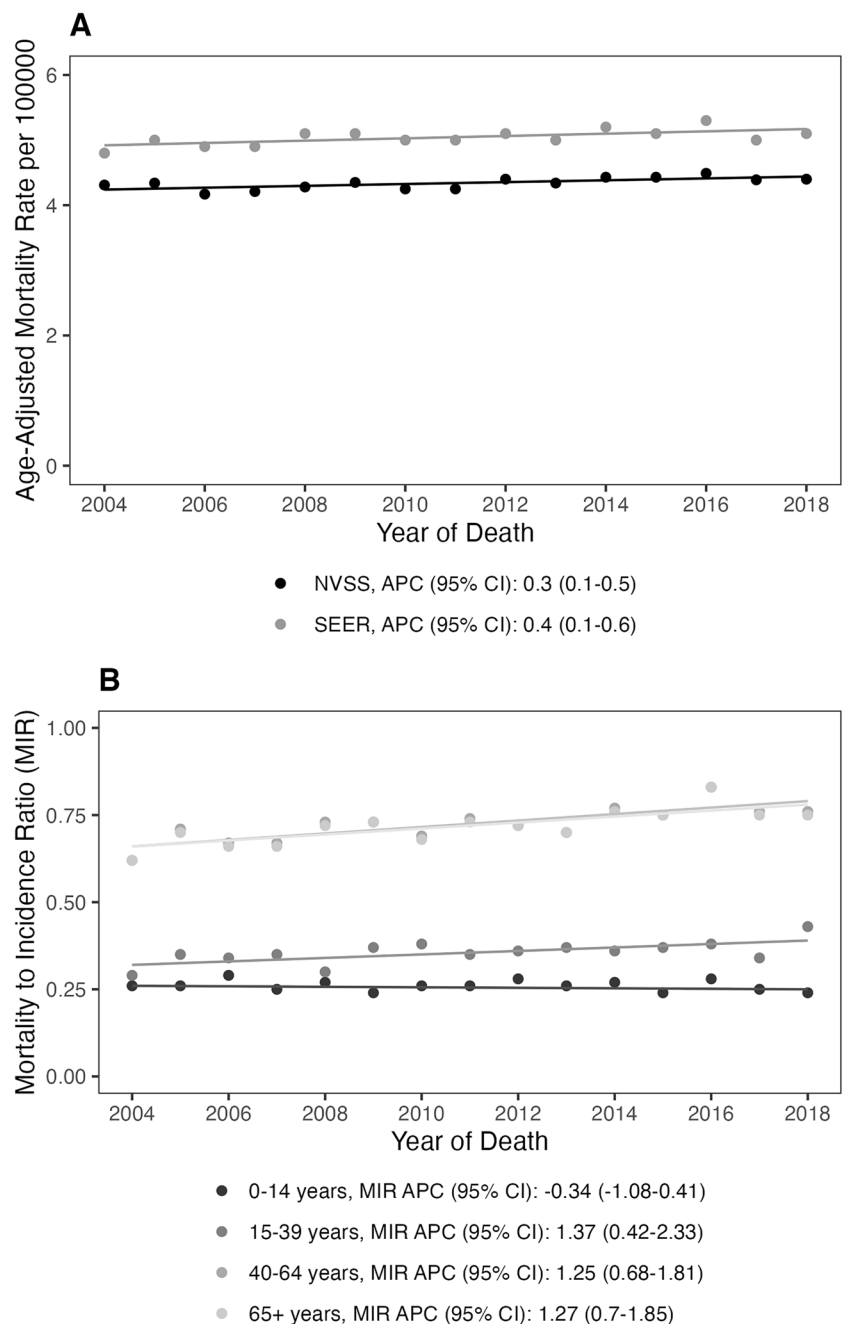 A
Age-Adjusted Mortality Rate per 100000
6
4
2
0
2004 2006 2008 2010 2012 2014 2016 2018
Year of Death
NVSS, APC (95% CI): 0.3 (0.1-0.5)
SEER, APC (95% CI): 0.4 (0.1-0.6)
B
Mortality to Incidence Ratio (MIR)
1.00
0.75
0.50
0.25
0.00
2004 2006 2008 2010 2012 2014 2016 2018
Year of Death
0-14 years, MIR APC (95% CI): -0.34 (-1.08-0.41)
15-39 years, MIR APC (95% CI): 1.37 (0.42-2.33)
40-64 years, MIR APC (95% CI): 1.25 (0.68-1.81)
65+ years, MIR APC (95% CI): 1.27 (0.7-1.85)